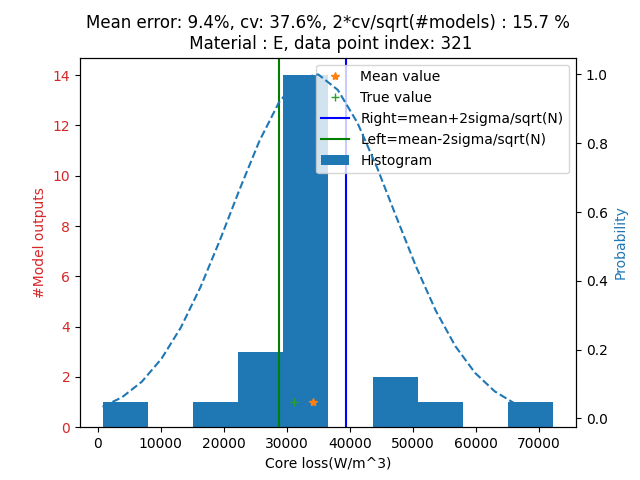 Mean error: 9.4%, cv: 37.6%, 2*cv/sqrt(#models) : 15.7 %
Material : E, data point index: 321
Mean value
True value
Right=mean+2sigma/sqrt(N)
Left=mean-2sigma/sqrt(N)
Histogram
#Model outputs
14
12
10
8
6
4
2
0
1.0
0.8
0.6
0.4
0.2
0.0
Probability
0 10000 20000 30000 40000 50000 60000 70000
Core loss(W/m^3)